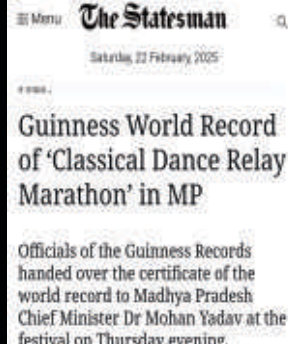 Menu The Statesman
Saturday, 22 February, 2025
Guinness World Record
of ‘Classical Dance Relay
Marathon’ in MP
Officials of the Guinness Records
handed over the certificate of the
world record to Madhya Pradesh
Chief Minister Dr Mohan Yadav at the
festival on Thursday evening.